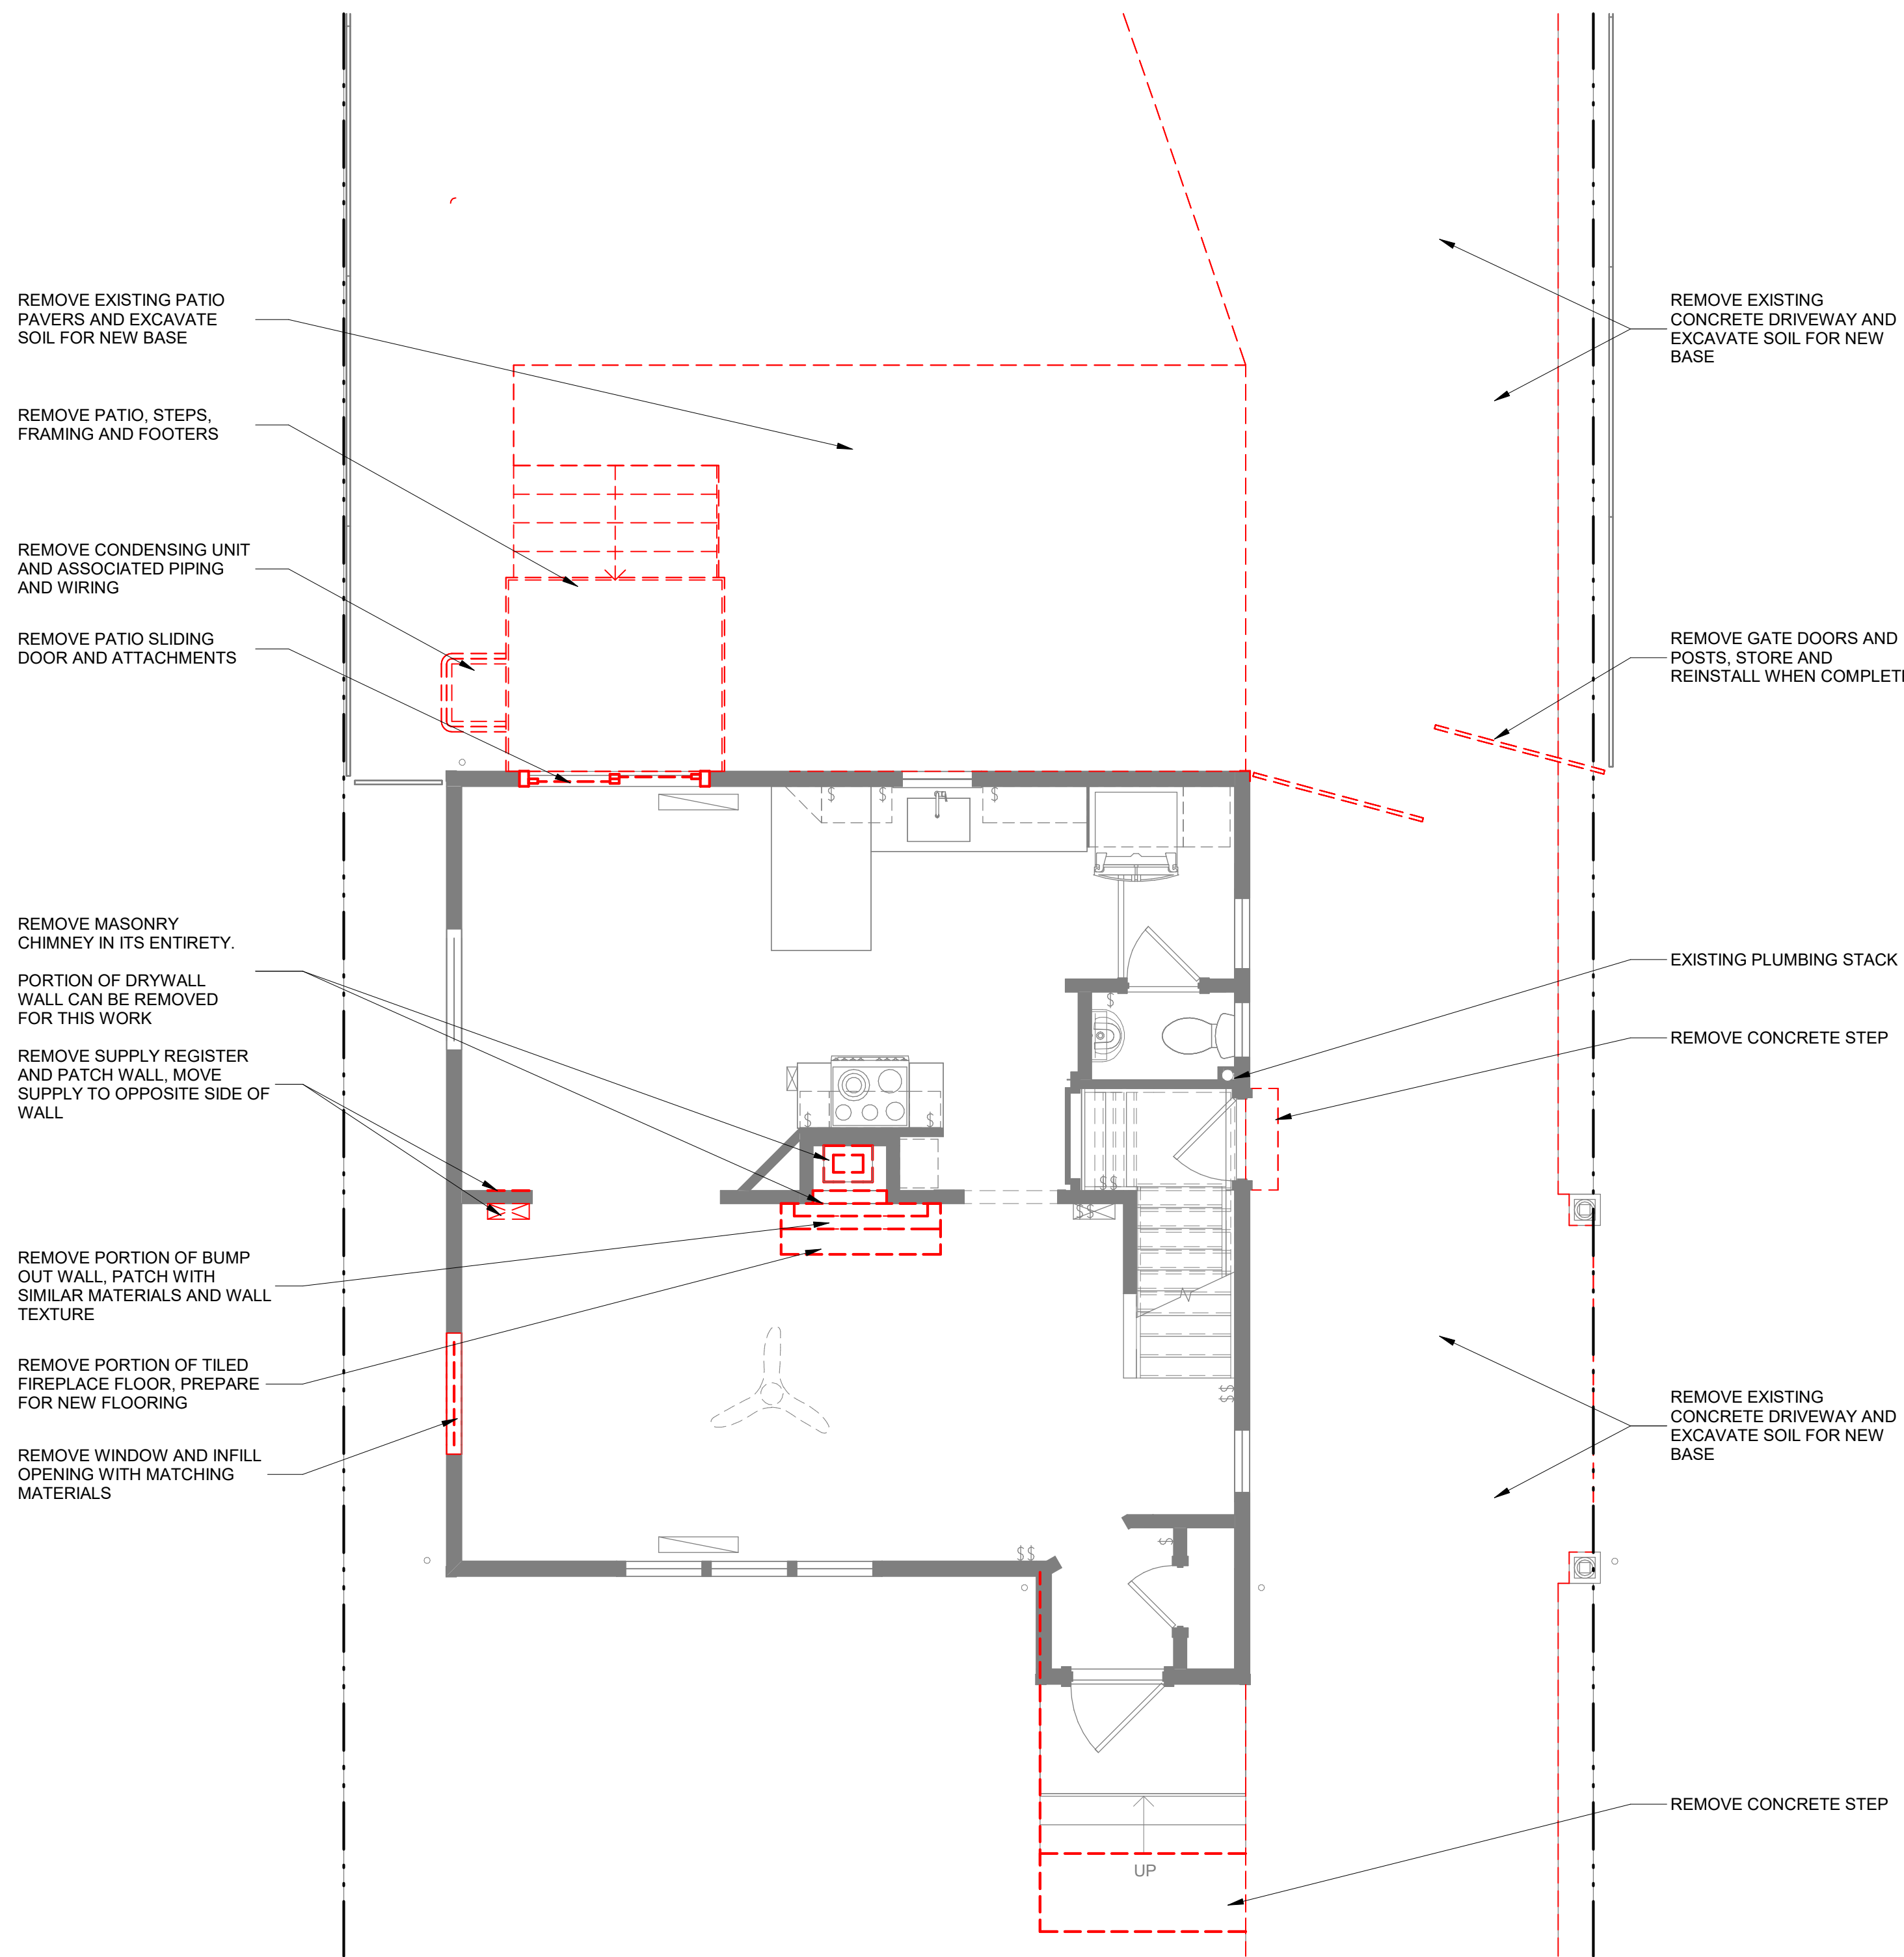 REMOVE EXISTING PATIO
PAVERS AND EXCAVATE
SOIL FOR NEW BASE
REMOVE PATIO, STEPS,
FRAMING AND FOOTERS
REMOVE CONDENSING UNIT
AND ASSOCIATED PIPING
AND WIRING
REMOVE PATIO SLIDING
DOOR AND ATTACHMENTS
REMOVE MASONRY
CHIMNEY IN ITS ENTIRETY.
PORTION OF DRYWALL
WALL CAN BE REMOVED
FOR THIS WORK
REMOVE SUPPLY REGISTER
AND PATCH WALL, MOVE
SUPPLY TO OPPOSITE SIDE OF
WALL
REMOVE PORTION OF BUMP
OUT WALL, PATCH WITH
SIMILAR MATERIALS AND WALL
TEXTURE
REMOVE PORTION OF TILED
FIREPLACE FLOOR, PREPARE
FOR NEW FLOORING
REMOVE WINDOW AND INFILL
OPENING WITH MATCHING
MATERIALS
$ $ $
$
$ $
$ $
$ $
$ $
$ $
$
UP
REMOVE EXISTING
CONCRETE DRIVEWAY AND
EXCAVATE SOIL FOR NEW
BASE
REMOVE GATE DOORS AND
POSTS, STORE AND
REINSTALL WHEN
EXISTING PLUMBING STACK
REMOVE CONCRETE STEP
REMOVE EXISTING
CONCRETE DRIVEWAY AND
EXCAVATE SOIL FOR NEW
BASE
REMOVE CONCRETE STEP